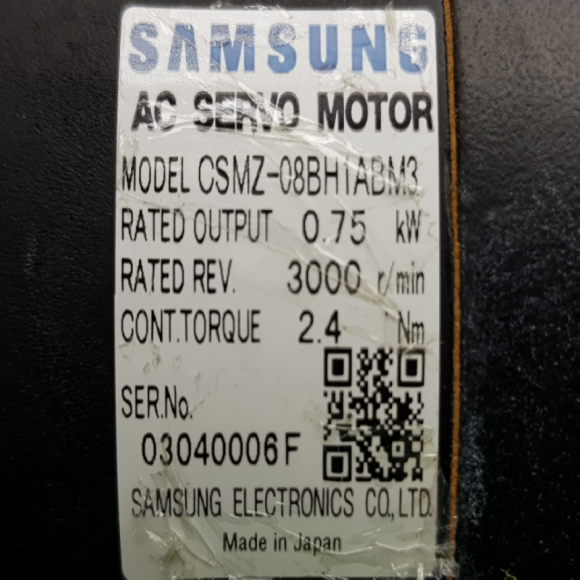 SAMSUNG
AC SERVO MOTOR
MODEL CSMZ-08BH1ABM3
RATED OUTPUT 0.75 kW
RATED REV. 3000 r/min
CONT.TORQUE 2.4 Nm
SER.No.
03040006F
SAMSUNG ELECTRONICS CO.,LTD.
Made in Japan